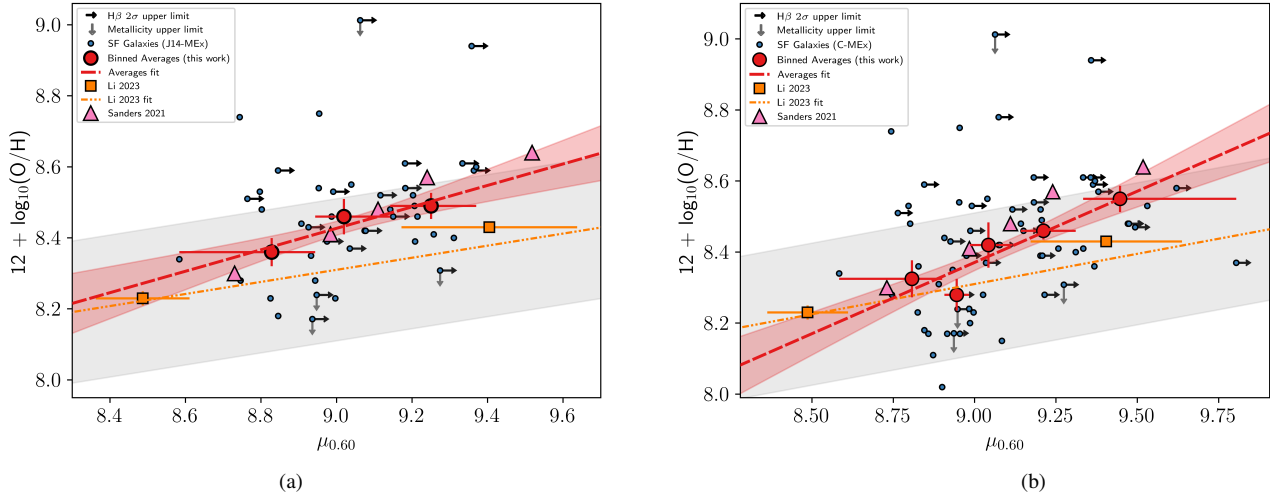 Hβ 2σ upper limit
Metallicity upper limit
SF Galaxies (J14-MEx)
Binned Averages (this work)
Averages fit
Li 2023
Li 2023 fit
Sanders 2021
9.0
8.8
8.6
8.4
8.2
8.0
12 + log₁₀(O/H)
8.4 8.6 8.8 9.0 9.2 9.4 9.6
μ₀.₆₀
(a)
Hβ 2σ upper limit
Metallicity upper limit
SF Galaxies (C-MEx)
Binned Averages (this work)
Averages fit
Li 2023
Li 2023 fit
Sanders 2021
9.0
8.8
8.6
8.4
8.2
8.0
12 + log₁₀(O/H)
8.50 8.75 9.00 9.25 9.50 9.75
μ₀.₆₀
(b)